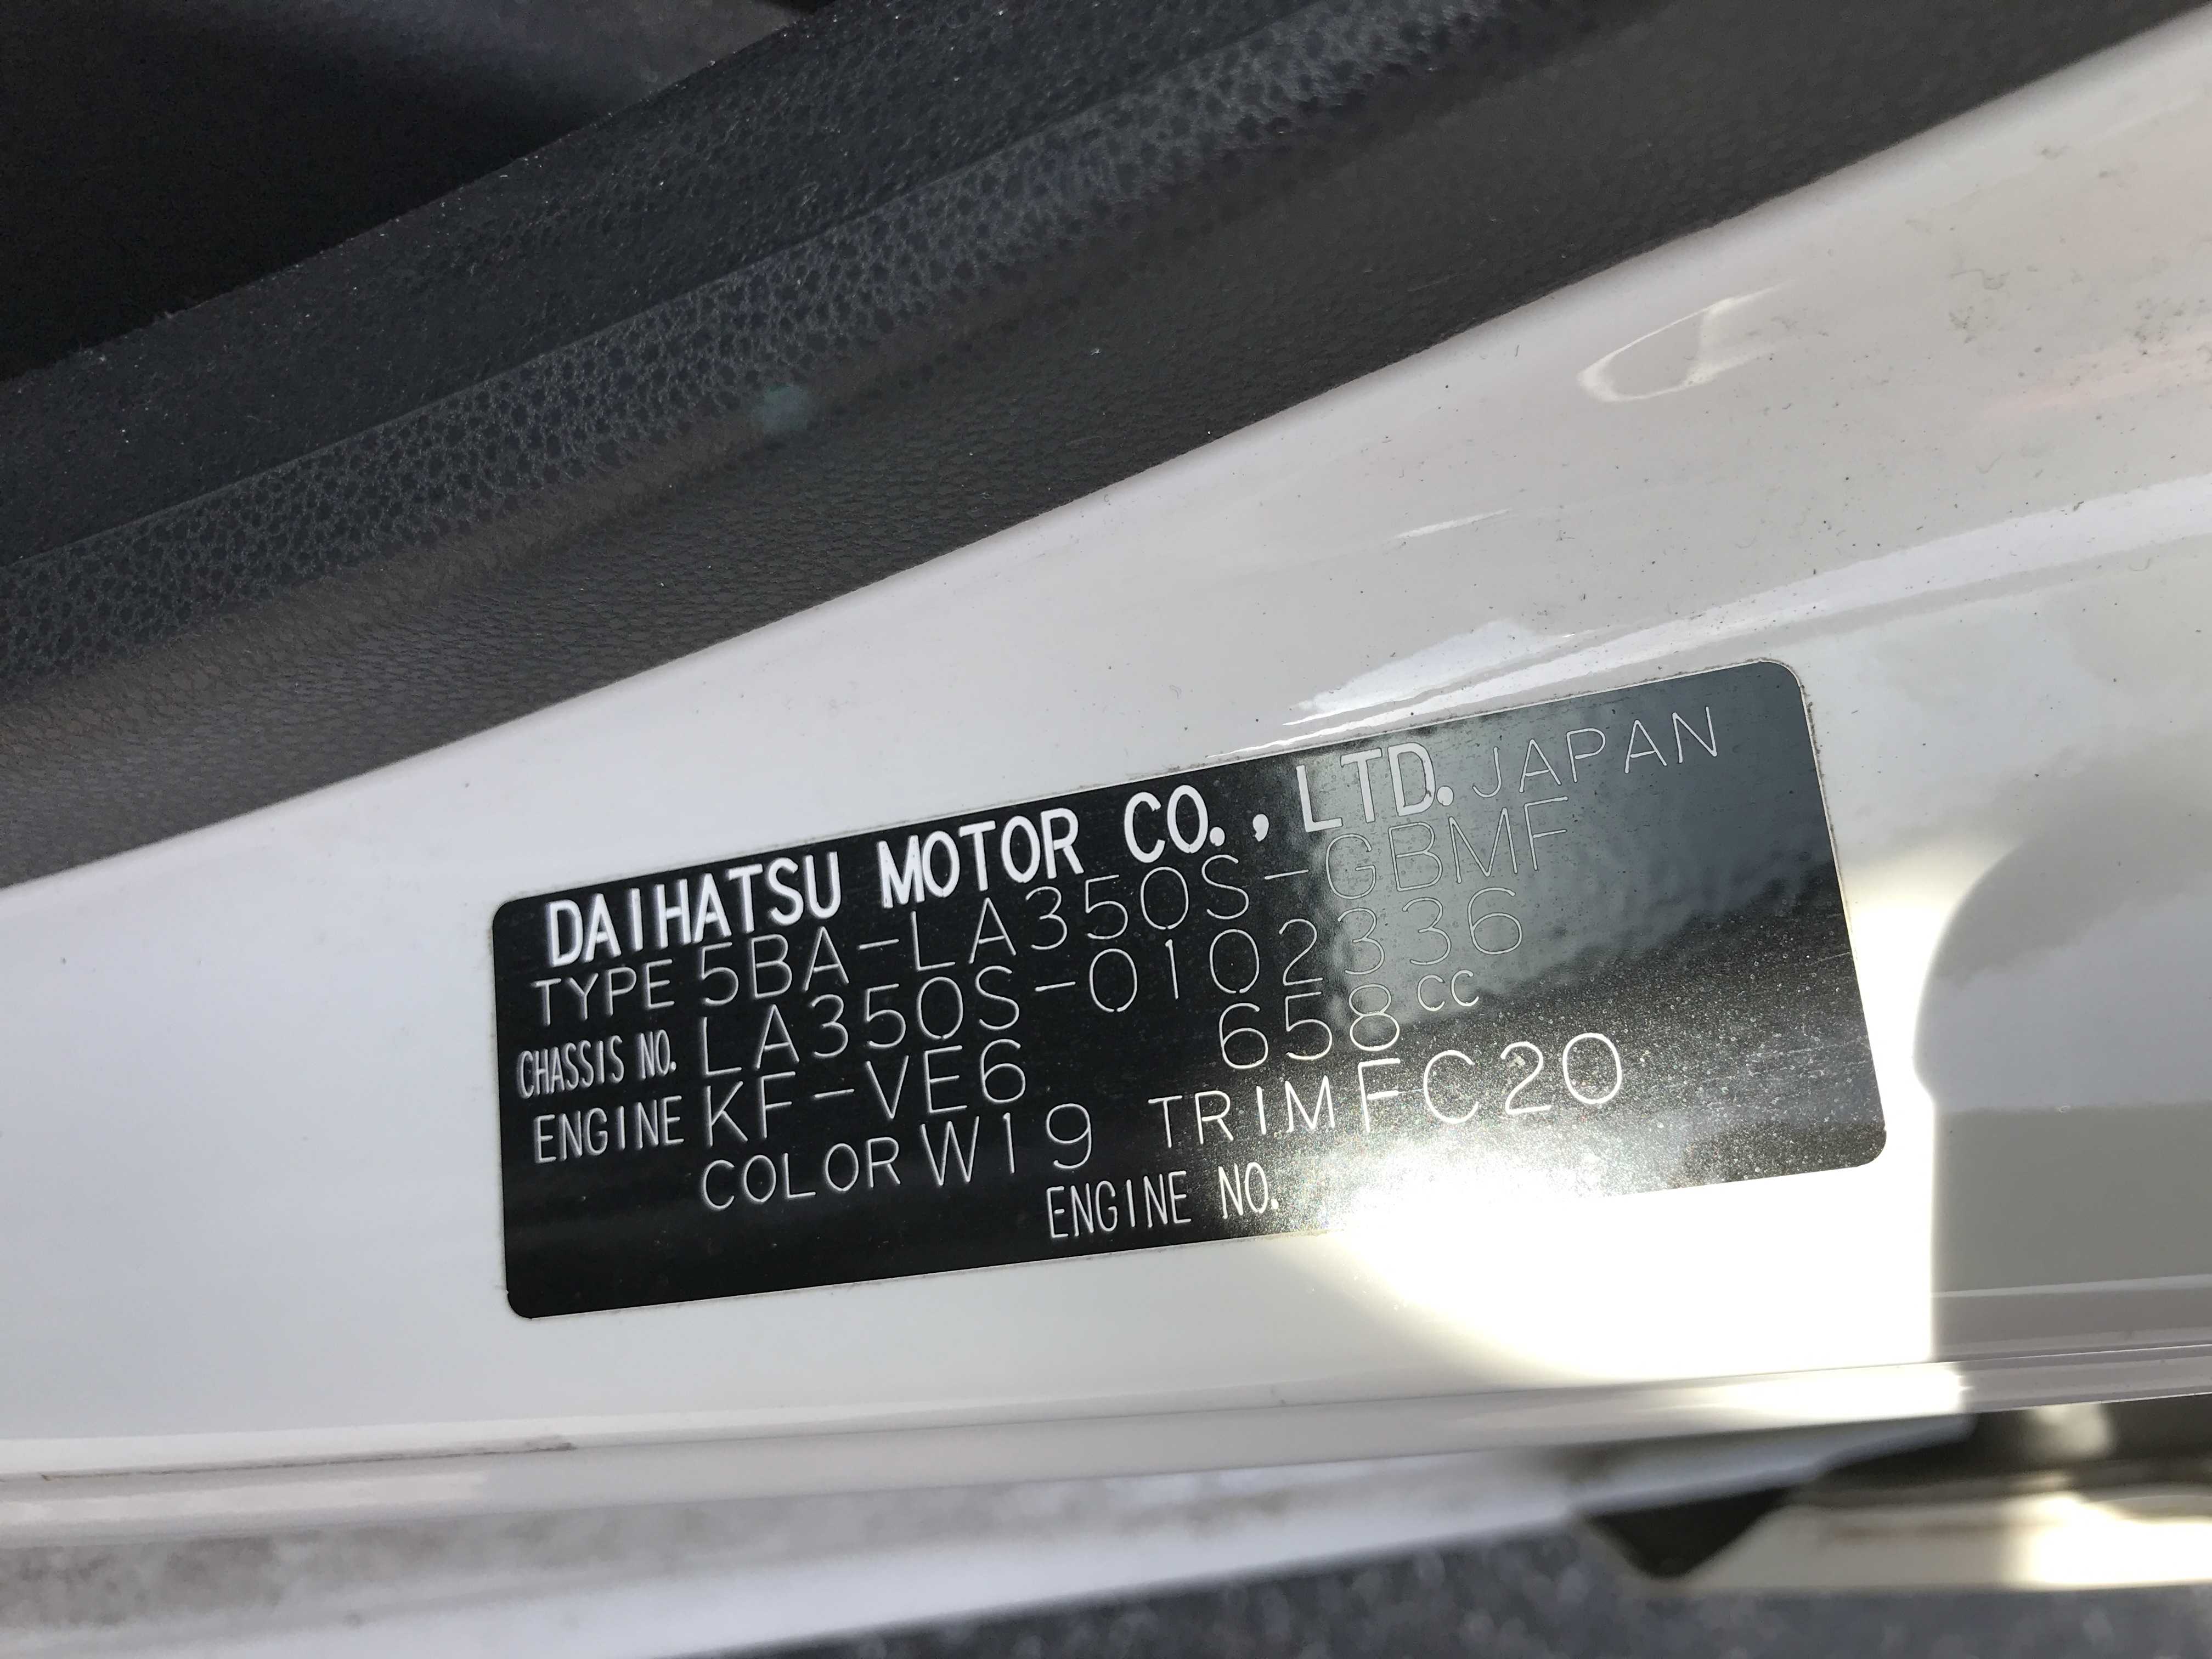 DAIHATSU MOTOR CO., LTD. JAPAN
TYPE 5BA-LA350S-GBMF
CHASSIS NO. LA350S-0102336
ENGINE KF-VE6 658cc
COLOR W19 TRIM FC20
ENGINE NO.